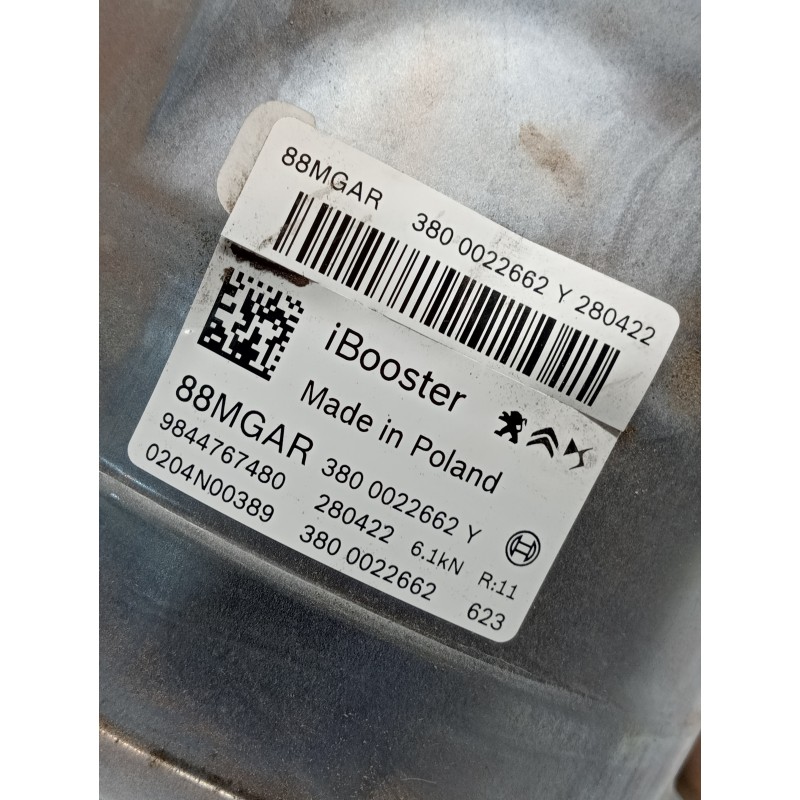 88MGAR 380 0022662 Y 280422
iBooster
Made in Poland
88MGAR 380 0022662 Y
9844767480 280422 6.1kN R:11
0204N00389 380 0022662 623